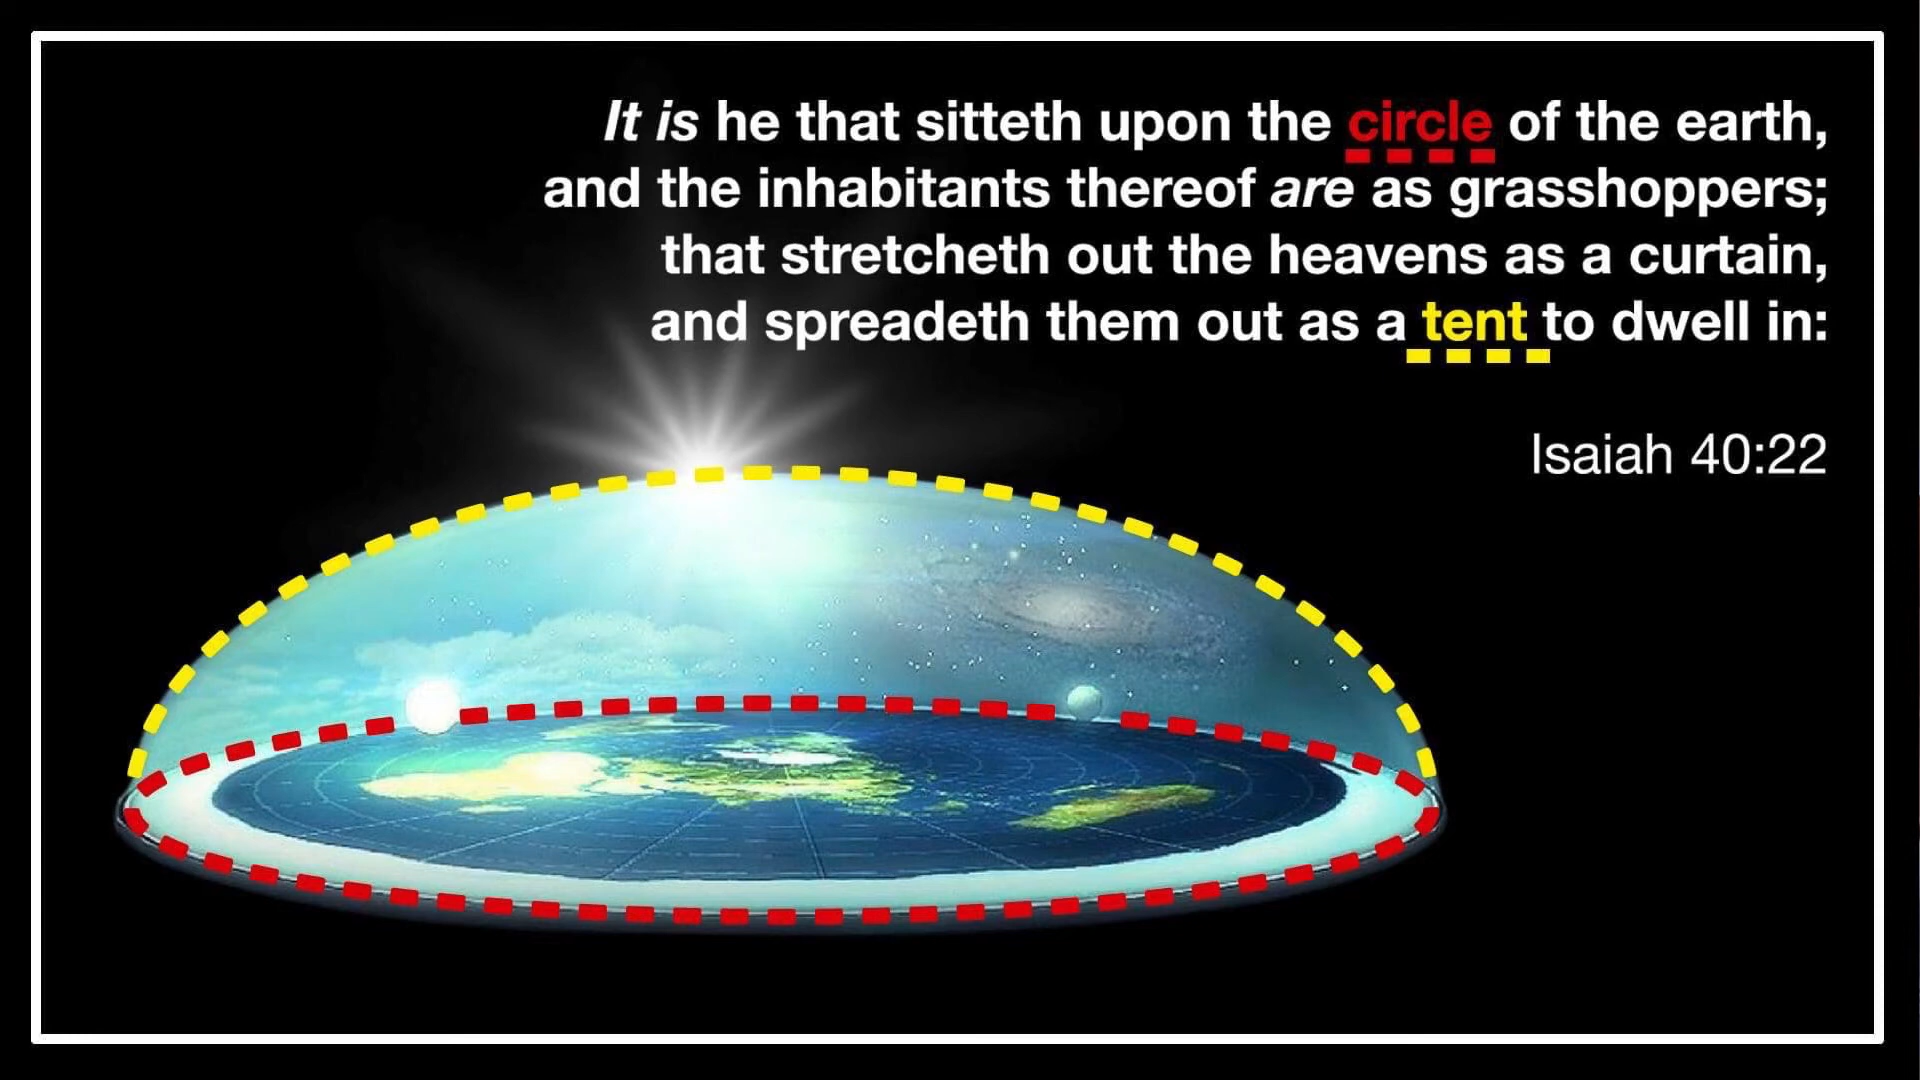 It is he that sitteth upon the circle of the earth,
and the inhabitants thereof are as grasshoppers;
that stretcheth out the heavens as a curtain,
and spreadeth them out as a tent to dwell in:
Isaiah 40:22